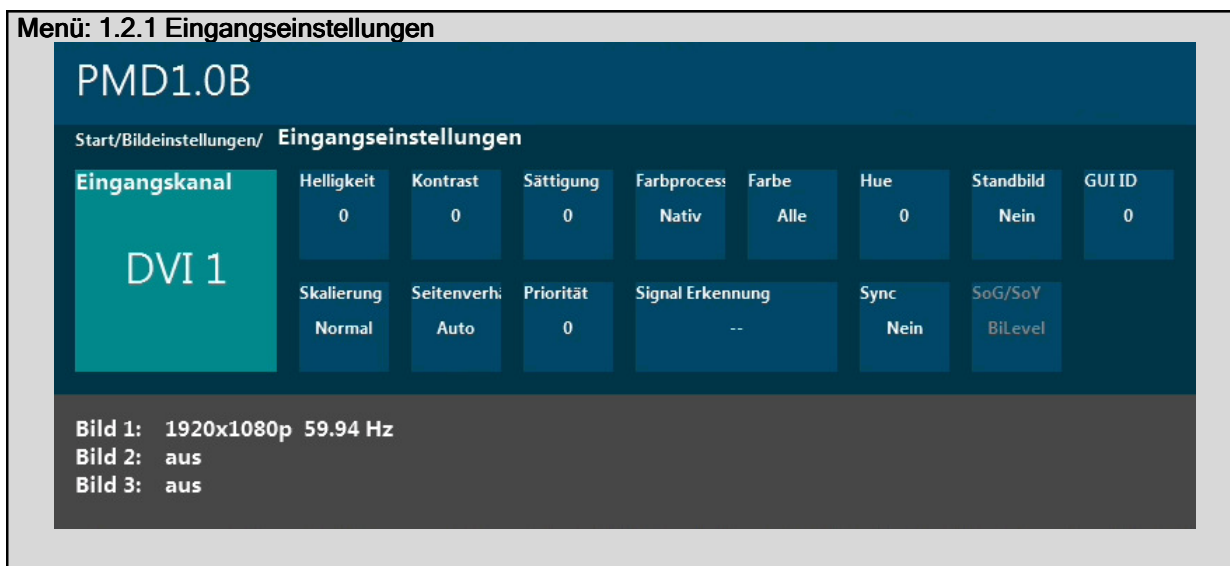 Menü: 1.2.1 Eingangseinstellungen
PMD1.0B
Start/Bildeinstellungen/ Eingangseinstellungen
Eingangskanal Helligkeit Kontrast Sättigung Farbprocess Farbe Hue Standbild GUI ID
0 0 0 Nativ Alle 0 Nein 0
DVI 1
Skalierung Seitenverhä Priorität Signal Erkennung Sync SoG/SoY
Normal Auto 0 -- Nein BiLevel
Bild 1: 1920x1080p 59.94 Hz
Bild 2: aus
Bild 3: aus